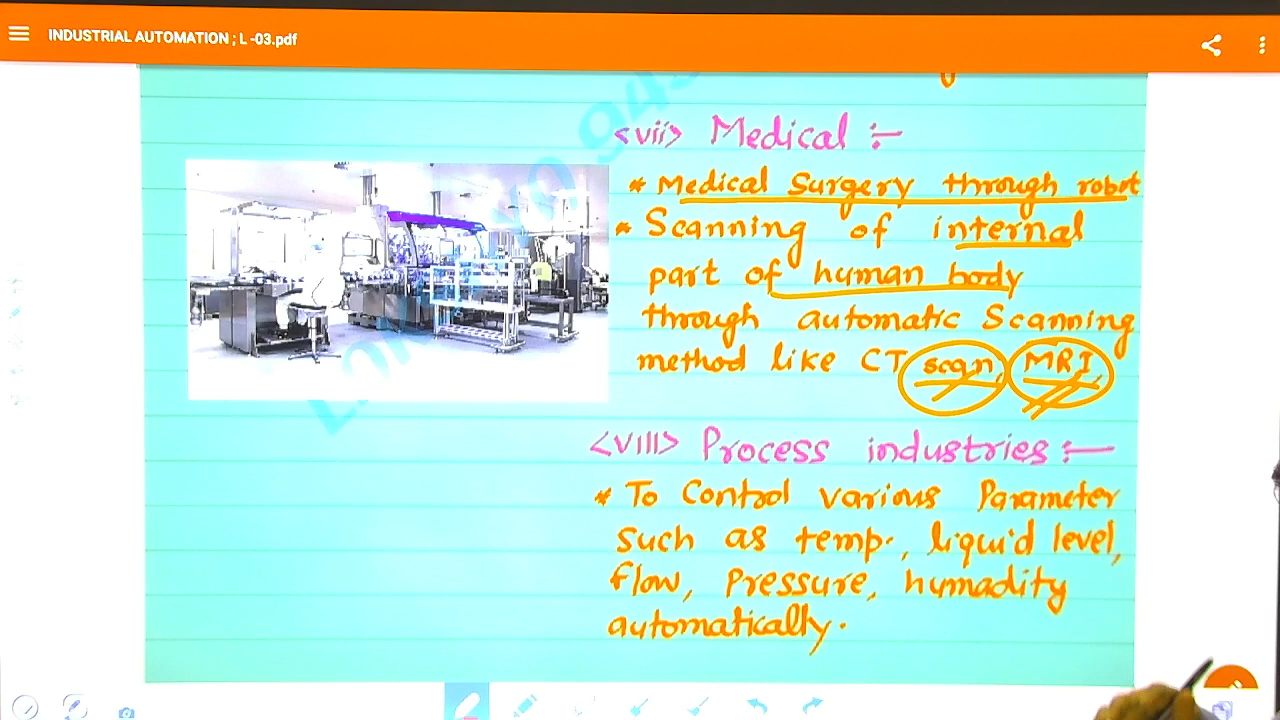 INDUSTRIAL AUTOMATION ; L -03.pdf
<vii> Medical :-
* Medical Surgery through robot
* Scanning of internal
part of human body
through automatic Scanning
method like CT scan, MRI,
<VIII> Process industries :-
* To Control various Parameter
such as temp., liquid level,
flow, Pressure, humadity
automatically.